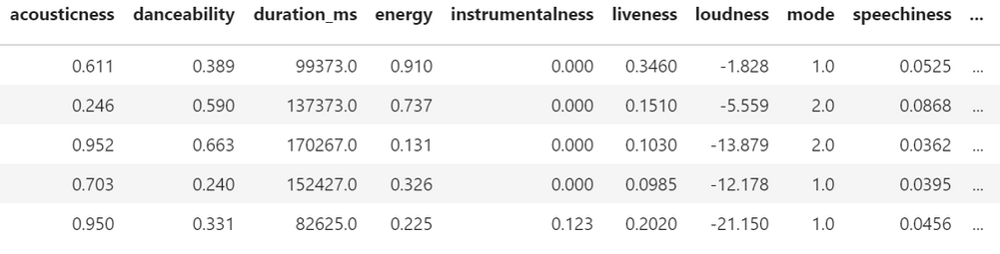 acousticness danceability duration_ms energy instrumentalness liveness loudness mode speechiness ...
0.611 0.389 99373.0 0.910 0.000 0.3460 -1.828 1.0 0.0525 ...
0.246 0.590 137373.0 0.737 0.000 0.1510 -5.559 2.0 0.0868 ...
0.952 0.663 170267.0 0.131 0.000 0.1030 -13.879 2.0 0.0362 ...
0.703 0.240 152427.0 0.326 0.000 0.0985 -12.178 1.0 0.0395 ...
0.950 0.331 82625.0 0.225 0.123 0.2020 -21.150 1.0 0.0456 ...